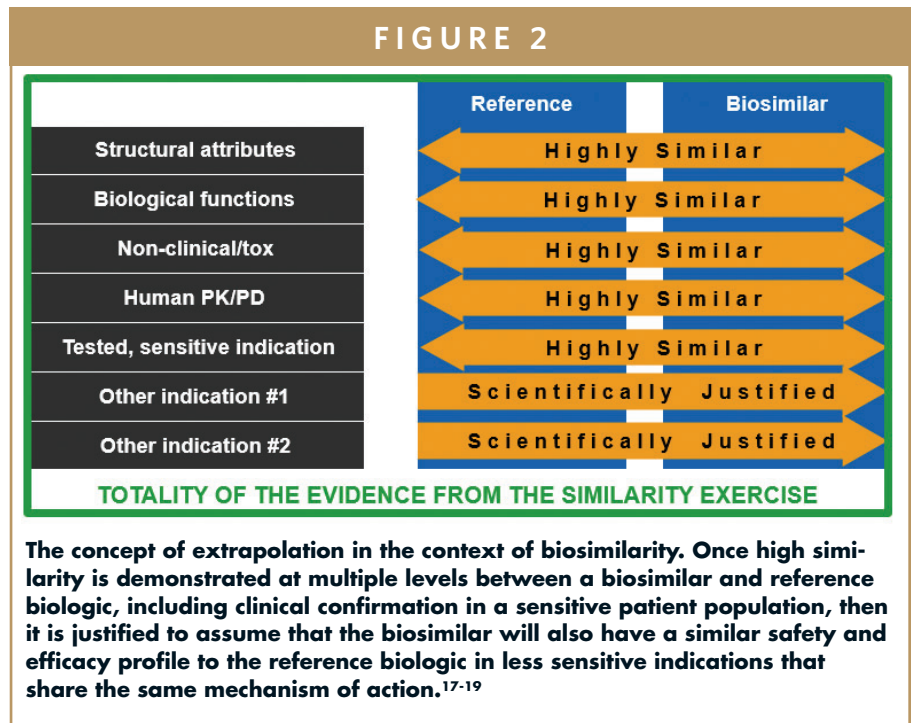 FIGURE 2
Reference Biosimilar
Structural attributes Highly Similar
Biological functions Highly Similar
Non-clinical/tox Highly Similar
Human PK/PD Highly Similar
Tested, sensitive indication Highly Similar
Other indication #1 Scientifically Justified
Other indication #2 Scientifically Justified
TOTALITY OF THE EVIDENCE FROM THE SIMILARITY EXERCISE
The concept of extrapolation in the context of biosimilarity. Once high simi-
larity is demonstrated at multiple levels between a biosimilar and reference
biologic, including clinical confirmation in a sensitive patient population, then
it is justified to assume that the biosimilar will also have a similar safety and
efficacy profile to the reference biologic in less sensitive indications that
share the same mechanism of action.17-19